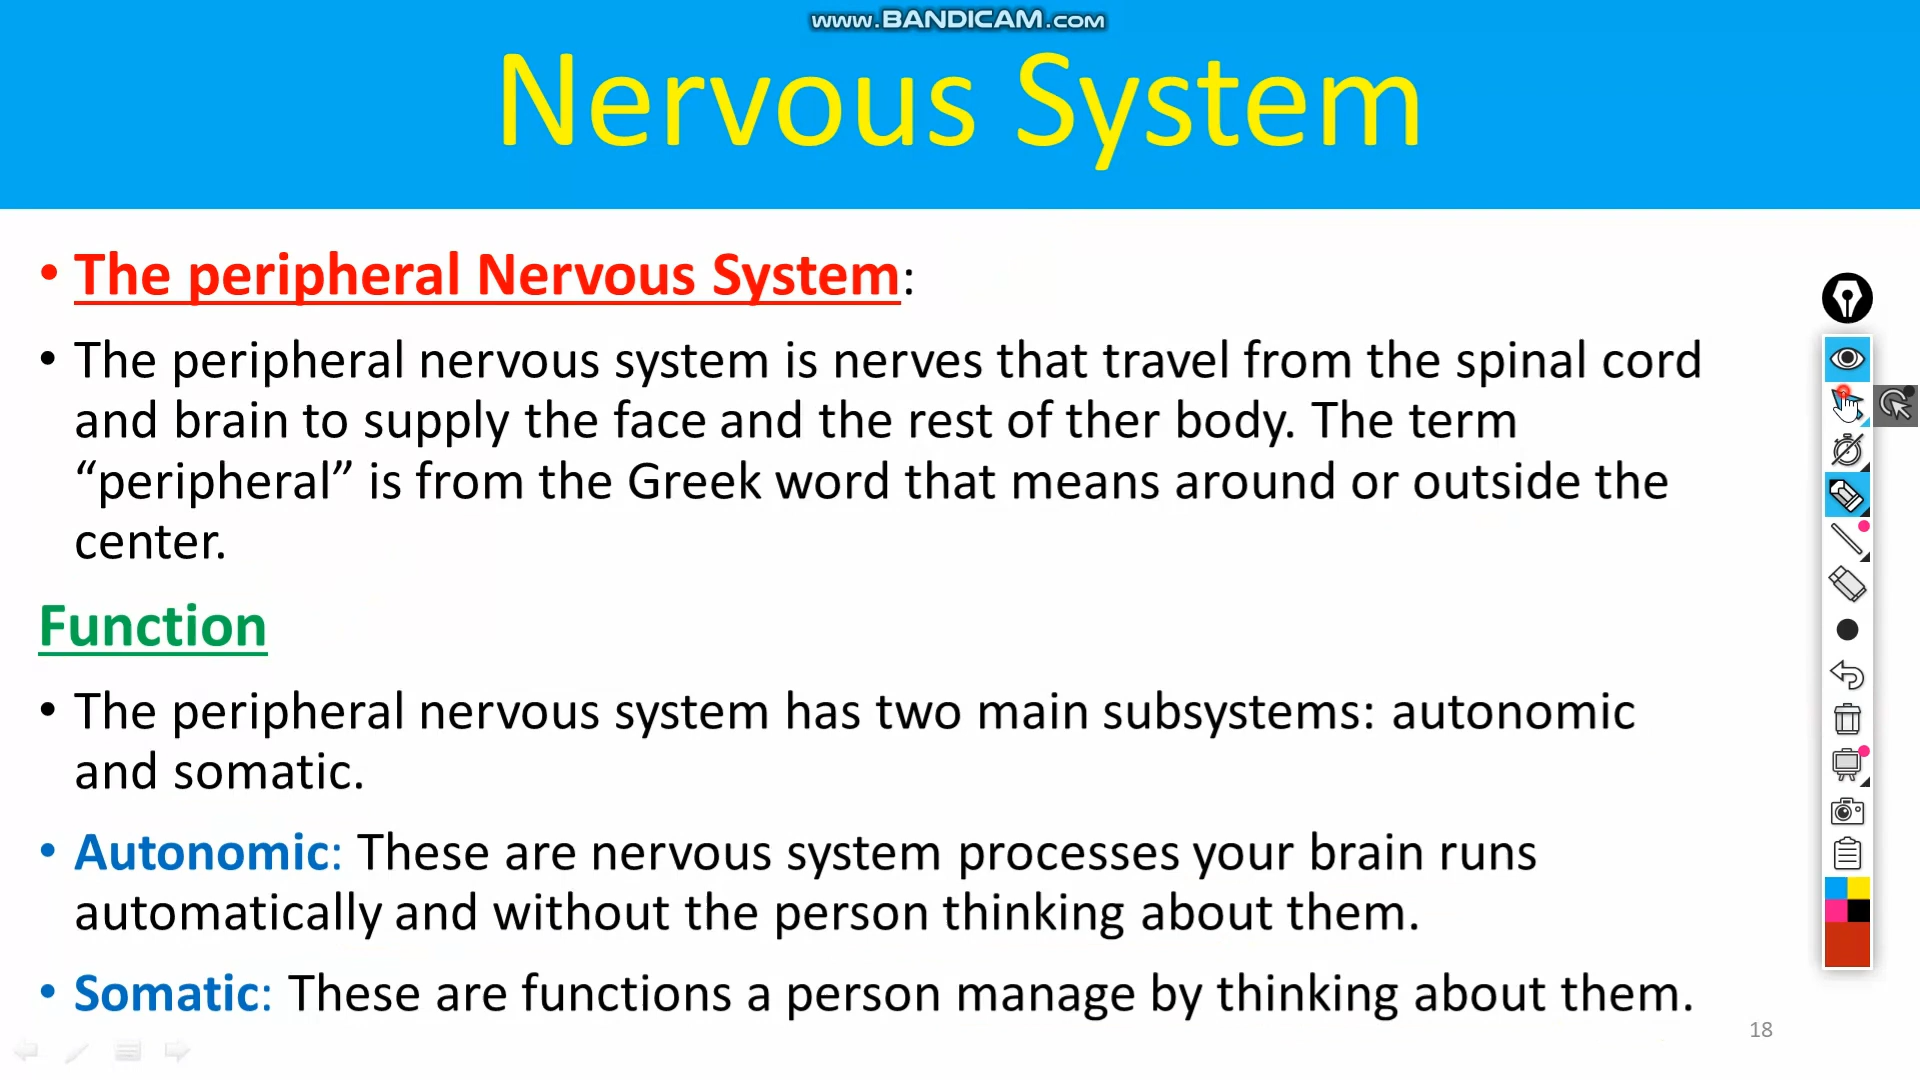 www.BANDICAM.com
Nervous System
• The peripheral Nervous System:
• The peripheral nervous system is nerves that travel from the spinal cord
and brain to supply the face and the rest of ther body. The term
“peripheral” is from the Greek word that means around or outside the
center.
Function
• The peripheral nervous system has two main subsystems: autonomic
and somatic.
• Autonomic: These are nervous system processes your brain runs
automatically and without the person thinking about them.
• Somatic: These are functions a person manage by thinking about them.
18